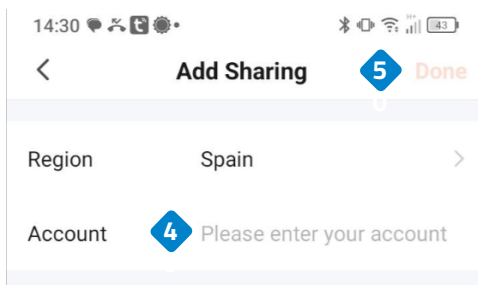 14:30 43
Add Sharing 5 Done
Region Spain
Account 4 Please enter your account